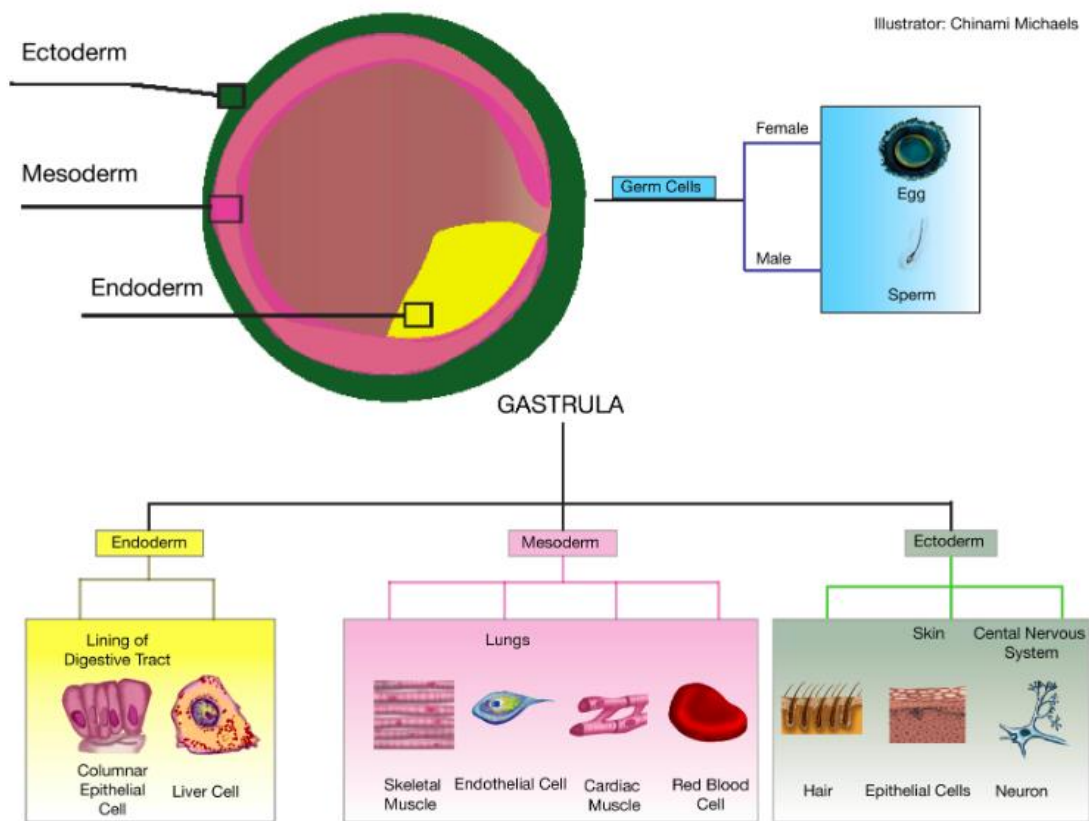 Illustrator: Chinami Michaels
Ectoderm
Mesoderm
Endoderm
Germ Cells
Female
Egg
Male
Sperm
GASTRULA
Endoderm
Mesoderm
Ectoderm
Lining of
Digestive Tract
Columnar
Epithelial
Cell
Liver Cell
Lungs
Skeletal
Muscle
Endothelial Cell
Cardiac
Muscle
Red Blood
Cell
Skin
Cental Nervous
System
Hair
Epithelial Cells
Neuron